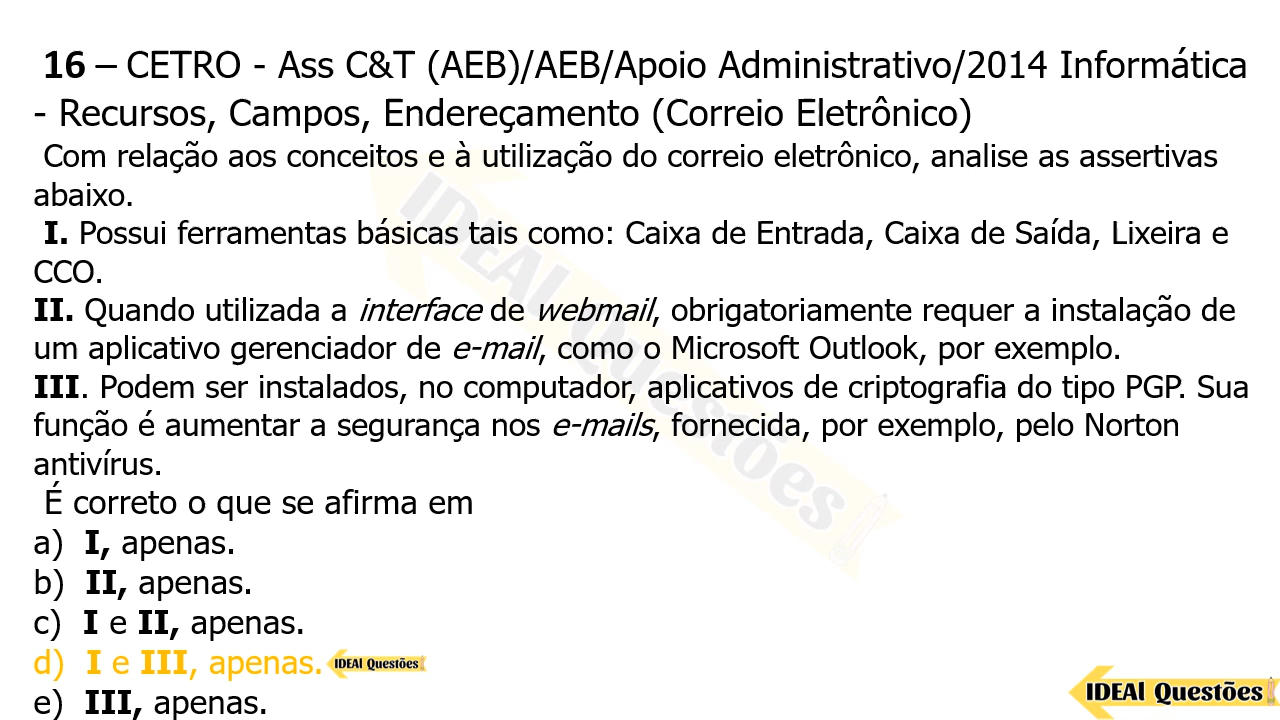 16 – CETRO - Ass C&T (AEB)/AEB/Apoio Administrativo/2014 Informática
- Recursos, Campos, Endereçamento (Correio Eletrônico)
Com relação aos conceitos e à utilização do correio eletrônico, analise as assertivas
abaixo.
I. Possui ferramentas básicas tais como: Caixa de Entrada, Caixa de Saída, Lixeira e
CCO.
II. Quando utilizada a interface de webmail, obrigatoriamente requer a instalação de
um aplicativo gerenciador de e-mail, como o Microsoft Outlook, por exemplo.
III. Podem ser instalados, no computador, aplicativos de criptografia do tipo PGP. Sua
função é aumentar a segurança nos e-mails, fornecida, por exemplo, pelo Norton
antivírus.
É correto o que se afirma em
a) I, apenas.
b) II, apenas.
c) I e II, apenas.
d) I e III, apenas. IDEAl Questões
e) III, apenas.
IDEAl Questões
IDEAl Questões